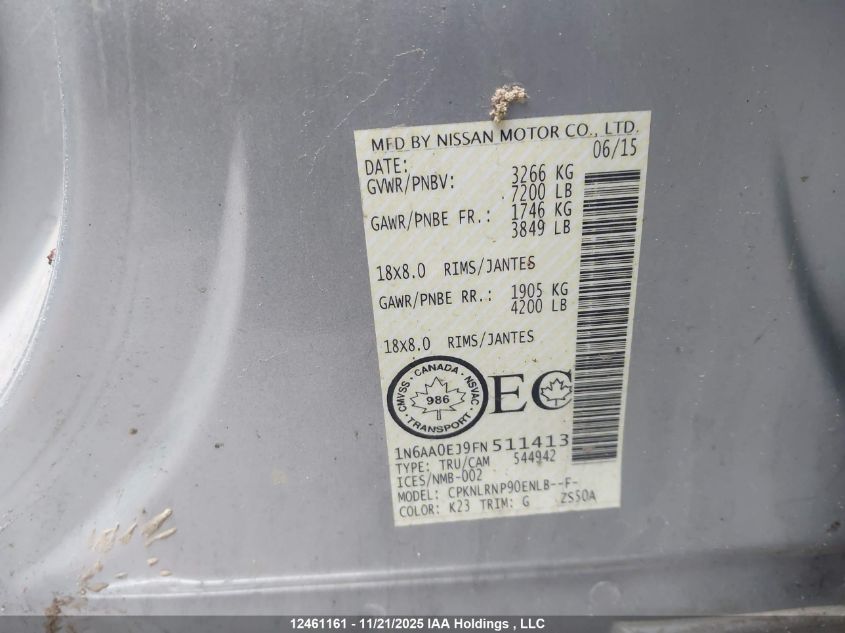 MFD BY NISSAN MOTOR CO., LTD.
DATE: 06/15
GVWR/PNBV: 3266 KG
7200 LB
GAWR/PNBE FR.: 1746 KG
3849 LB
18X8.0 RIMS/JANTES
GAWR/PNBE RR.: 1905 KG
4200 LB
18X8.0 RIMS/JANTES
CMVSS · CANADA · NSVAC · TRANSPORT ·
986
EC
1N6AA0EJ9FN511413
TYPE: TRU/CAM 544942
ICES/NMB-002
MODEL: CPKNLRNP90ENLB--F-
COLOR: K23 TRIM: G ZS50A
12461161 - 11/21/2025 IAA Holdings , LLC